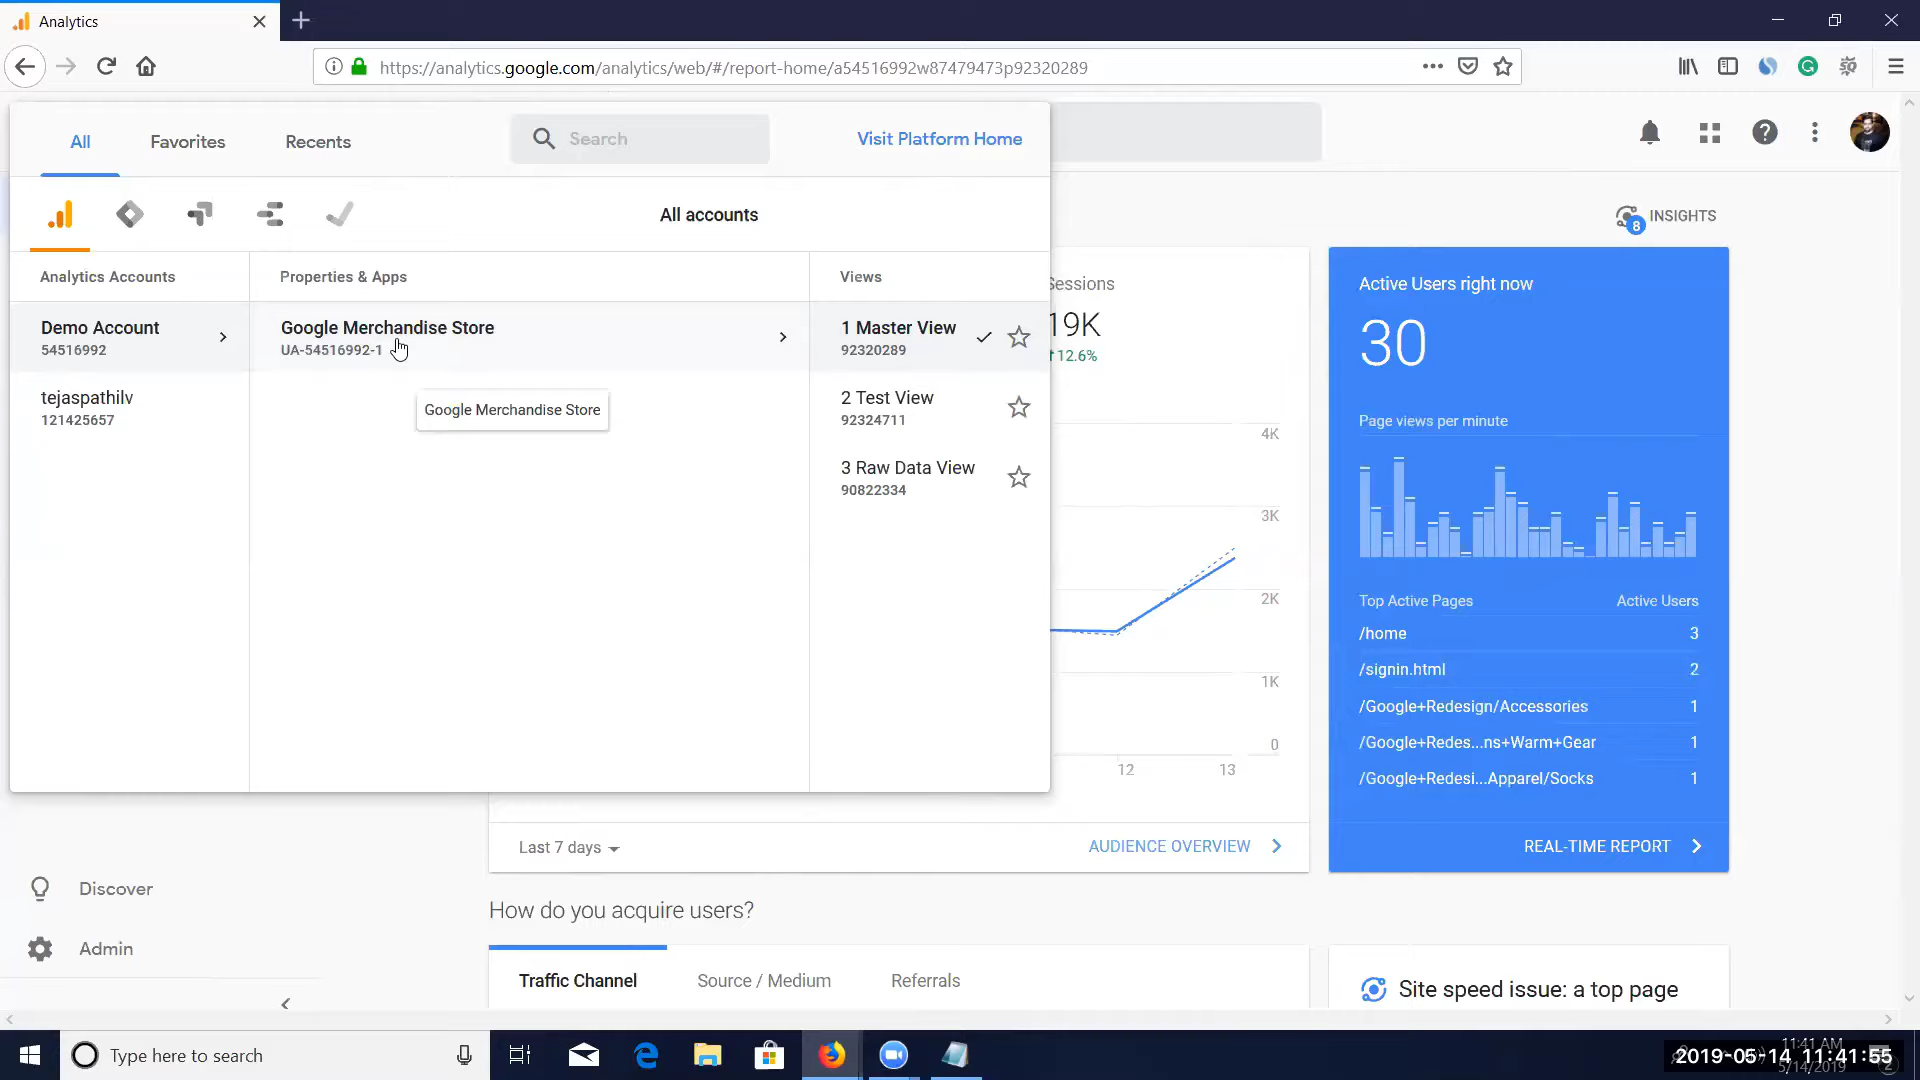 Analytics
https://analytics.google.com/analytics/web/#/report-home/a54516992w87479473p92320289
All
Favorites
Recents
Search
Visit Platform Home
All accounts
INSIGHTS
8
Analytics Accounts
Properties & Apps
Views
Demo Account
54516992
tejaspathilv
121425657
Google Merchandise Store
UA-54516992-1
Google Merchandise Store
1 Master View
92320289
2 Test View
92324711
3 Raw Data View
90822334
Sessions
19K
12.6%
4K
3K
2K
1K
0
12
13
Last 7 days
AUDIENCE OVERVIEW
Active Users right now
30
Page views per minute
Top Active Pages
Active Users
/home
3
/signin.html
2
/Google+Redesign/Accessories
1
/Google+Redes...ns+Warm+Gear
1
/Google+Redesi...Apparel/Socks
1
REAL-TIME REPORT
Discover
Admin
How do you acquire users?
Traffic Channel
Source / Medium
Referrals
Site speed issue: a top page
Type here to search
11:41 AM
2019-05-14 11:41:55
5/14/2019
2